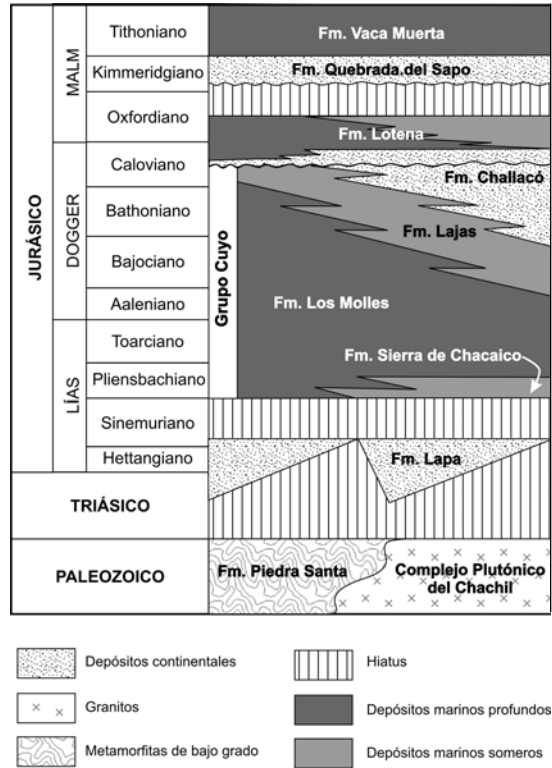 JURÁSICO
MALM
DOGGER
LÍAS
Tithoniano
Kimmeridgiano
Oxfordiano
Caloviano
Bathoniano
Bajociano
Aaleniano
Toarciano
Pliensbachiano
Sinemuriano
Hettangiano
TRIÁSICO
PALEOZOICO
Fm. Vaca Muerta
Fm. Quebrada del Sapo
Fm. Lotena
Fm. Challacó
Fm. Lajas
Grupo Cuyo
Fm. Los Molles
Fm. Sierra de Chacaico
Fm. Lapa
Fm. Piedra Santa
Complejo Plutónico
del Chachil
Depósitos continentales
Granitos
Metamorfitas de bajo grado
Hiatus
Depósitos marinos profundos
Depósitos marinos someros